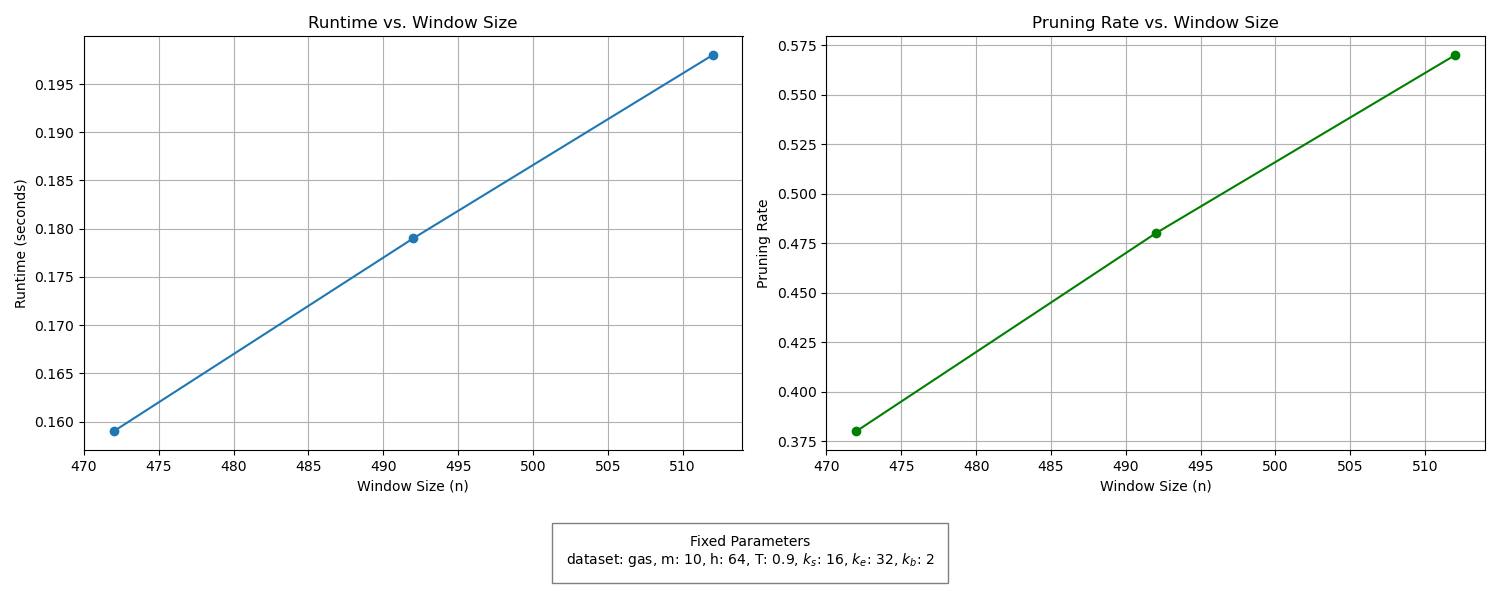 Runtime vs. Window Size
Runtime (seconds)
0.195
0.190
0.185
0.180
0.175
0.170
0.165
0.160
470 475 480 485 490 495 500 505 510
Window Size (n)
Pruning Rate vs. Window Size
Pruning Rate
0.575
0.550
0.525
0.500
0.475
0.450
0.425
0.400
0.375
470 475 480 485 490 495 500 505 510
Window Size (n)
Fixed Parameters
dataset: gas, m: 10, h: 64, T: 0.9, kₛ: 16, kₑ: 32, k_b: 2